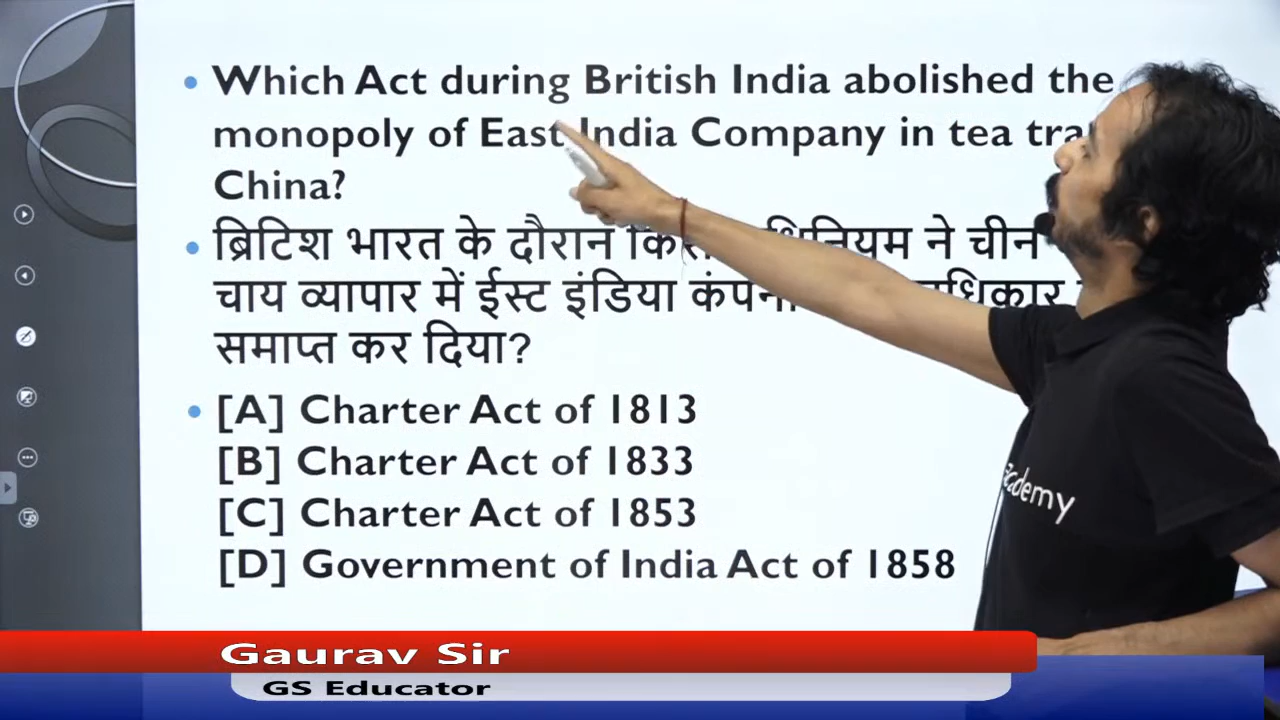 Which Act during British India abolished the
monopoly of East India Company in tea
China?
ब्रिटिश भारत के दौरान ने चीन
चाय व्यापार में ईस्ट इंडिया
समाप्त कर दिया?
[A] Charter Act of 1813
[B] Charter Act of 1833
[C] Charter Act of 1853
[D] Government of India Act of 1858
academy
Gaurav Sir
GS Educator